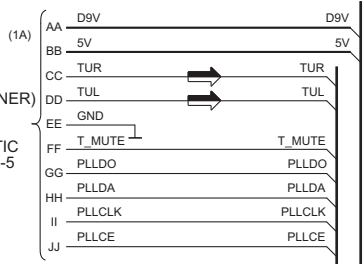 AA D9V D9V
(1A)
BB 5V 5V
CC TUR TUR
NER) DD TUL TUL
EE GND
TIC FF T_MUTE T_MUTE
-5
GG PLLDO PLLDO
HH PLLDA PLLDA
II PLLCLK PLLCLK
JJ PLLCE PLLCE